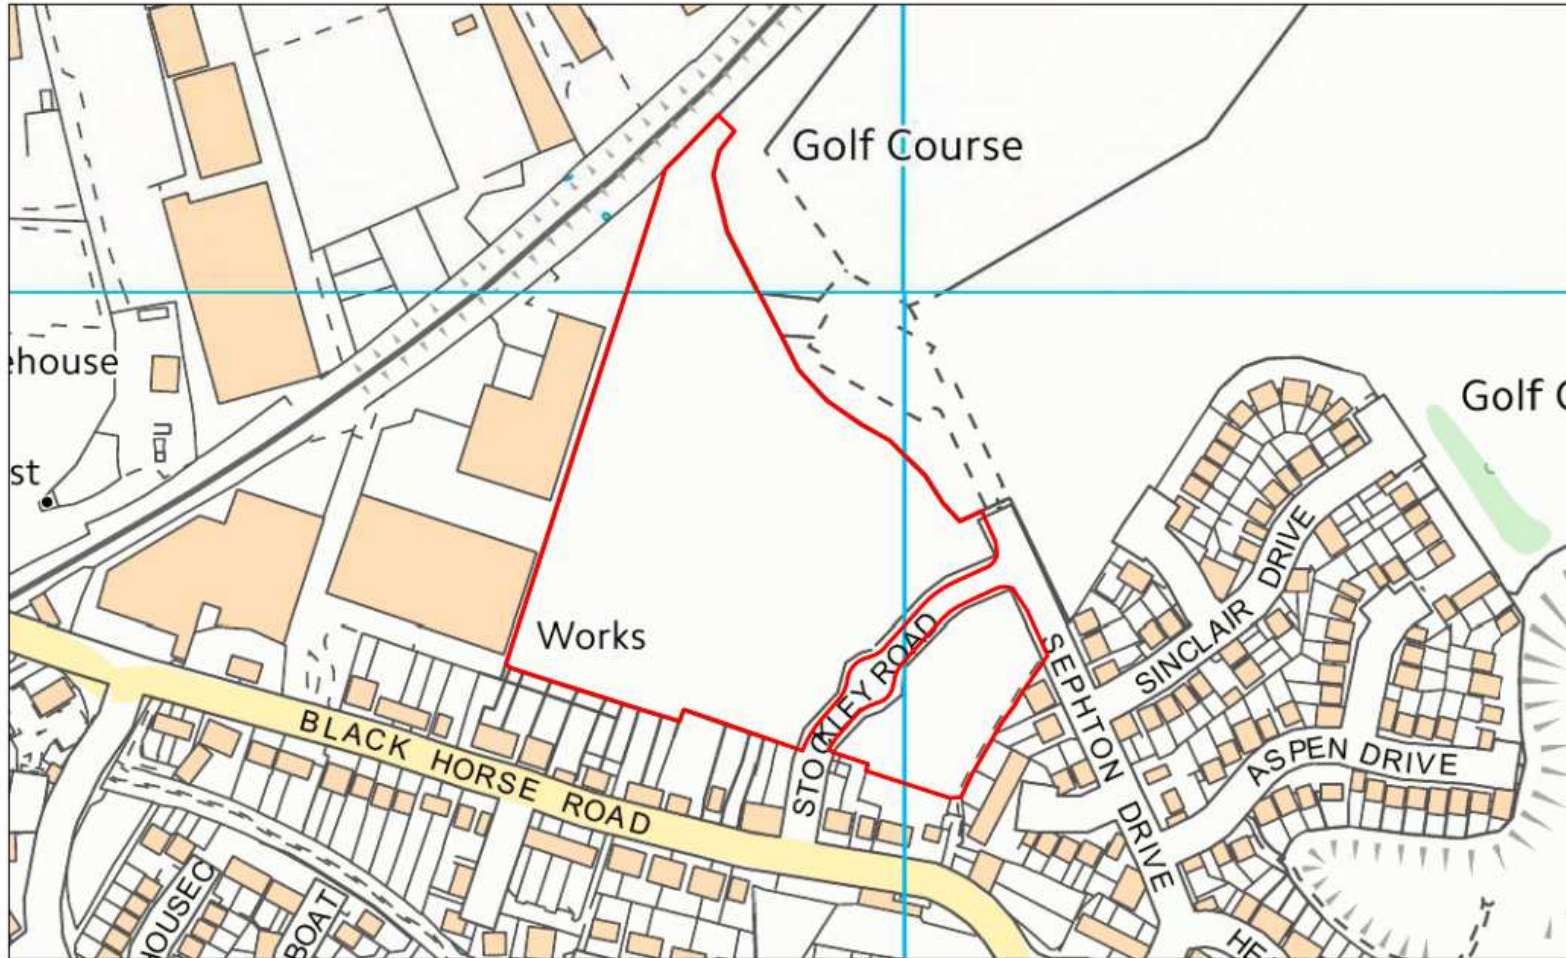 Golf Course
ehouse
Golf C
st
SINCLAIR DRIVE
Works
STOCKLEY ROAD
SEPHTON DRIVE
BLACK HORSE ROAD
ASPEN DRIVE
HOUSEC
BOAT
HE